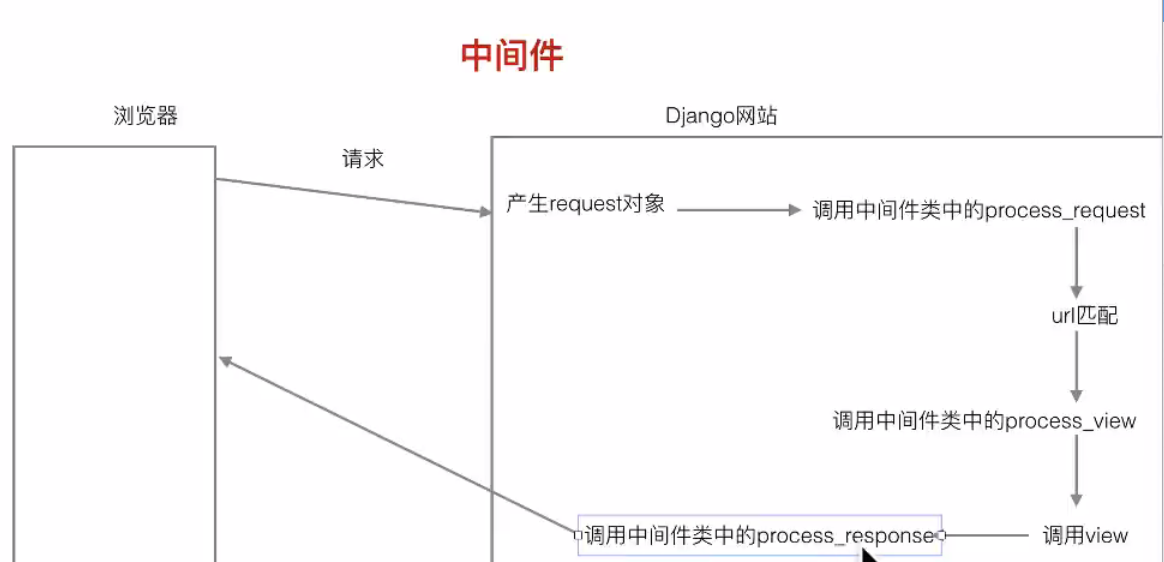 中间件
浏览器
Django网站
请求
产生request对象
调用中间件类中的process_request
url匹配
调用中间件类中的process_view
调用中间件类中的process_response
调用view